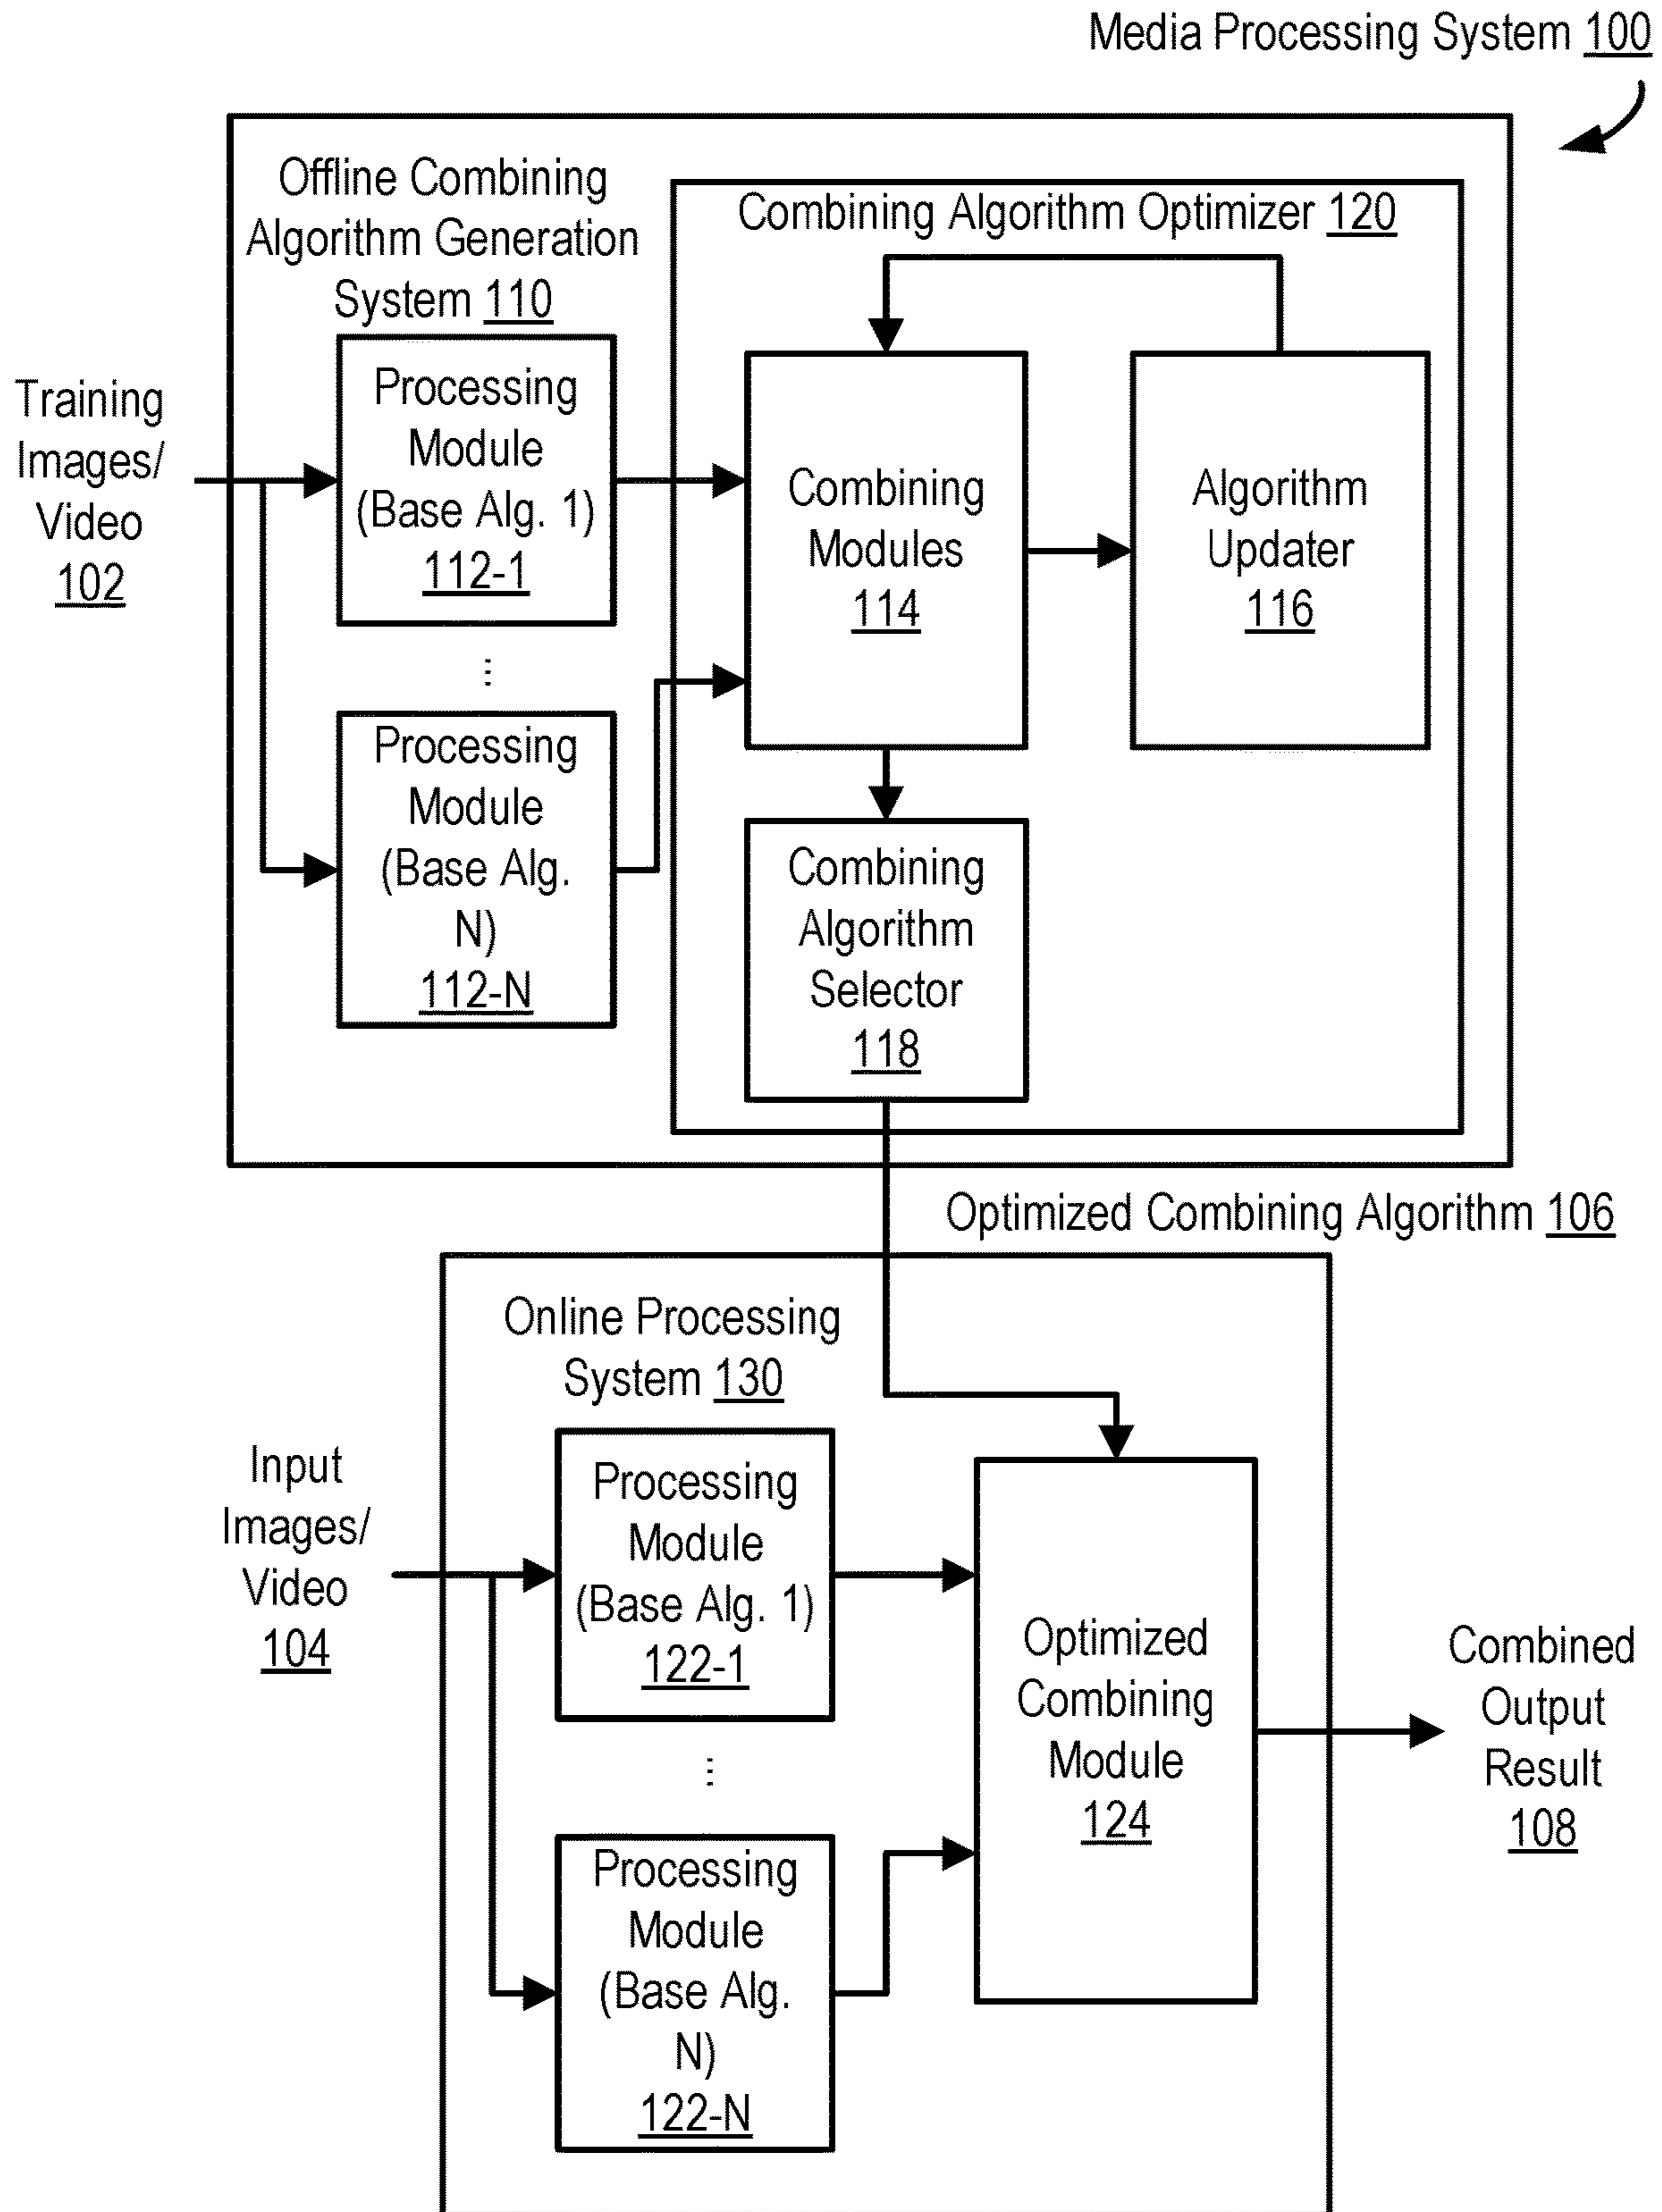 Media Processing System 100
Offline Combining
Algorithm Generation
System 110
Combining Algorithm Optimizer 120
Training
Images/
Video
102
Processing
Module
(Base Alg. 1)
112-1
...
Processing
Module
(Base Alg.
N)
112-N
Combining
Modules
114
Algorithm
Updater
116
Combining
Algorithm
Selector
118
Optimized Combining Algorithm 106
Online Processing
System 130
Input
Images/
Video
104
Processing
Module
(Base Alg. 1)
122-1
...
Processing
Module
(Base Alg.
N)
122-N
Optimized
Combining
Module
124
Combined
Output
Result
108